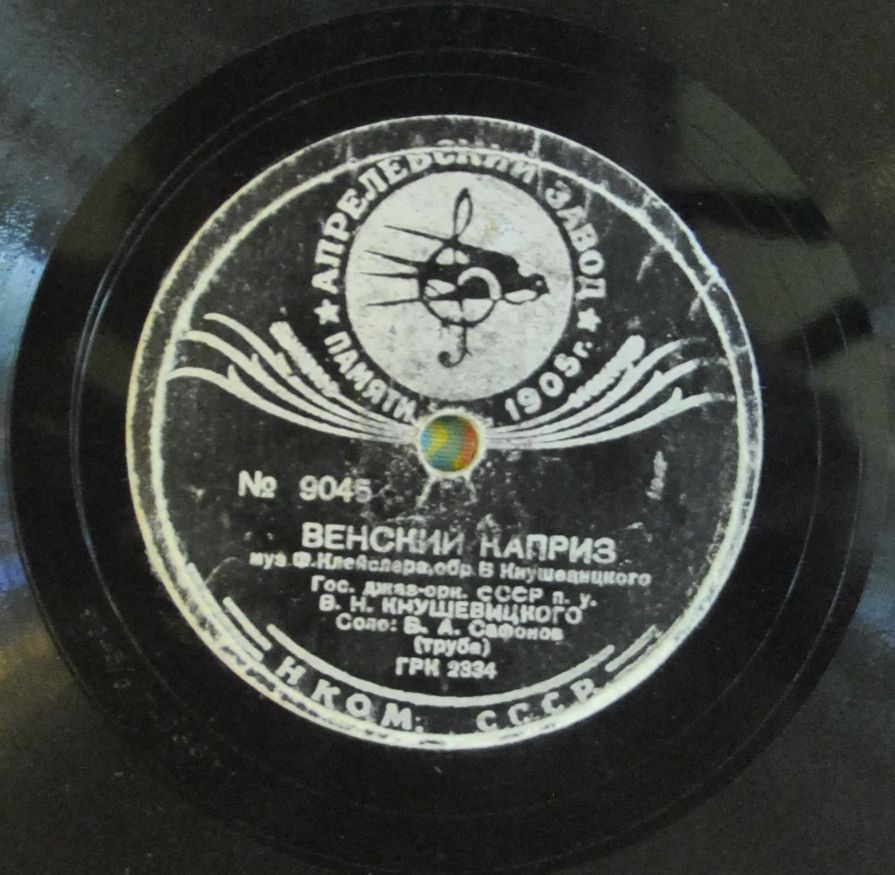 ★ АПРЕЛЕВСКИЙ ЗАВОД ★
ПАМЯТИ 1905 г.
№ 9045
ВЕНСКИЙ КАПРИЗ
муз. Ф. Клейслера, обр. В Кнушевицкого
Гос. джаз-орк. СССР п. у.
В. Н. КНУШЕВИЦКОГО
Соло: В. А. Сафонов
(труба)
ГРК 2334
НКОМ. СССР